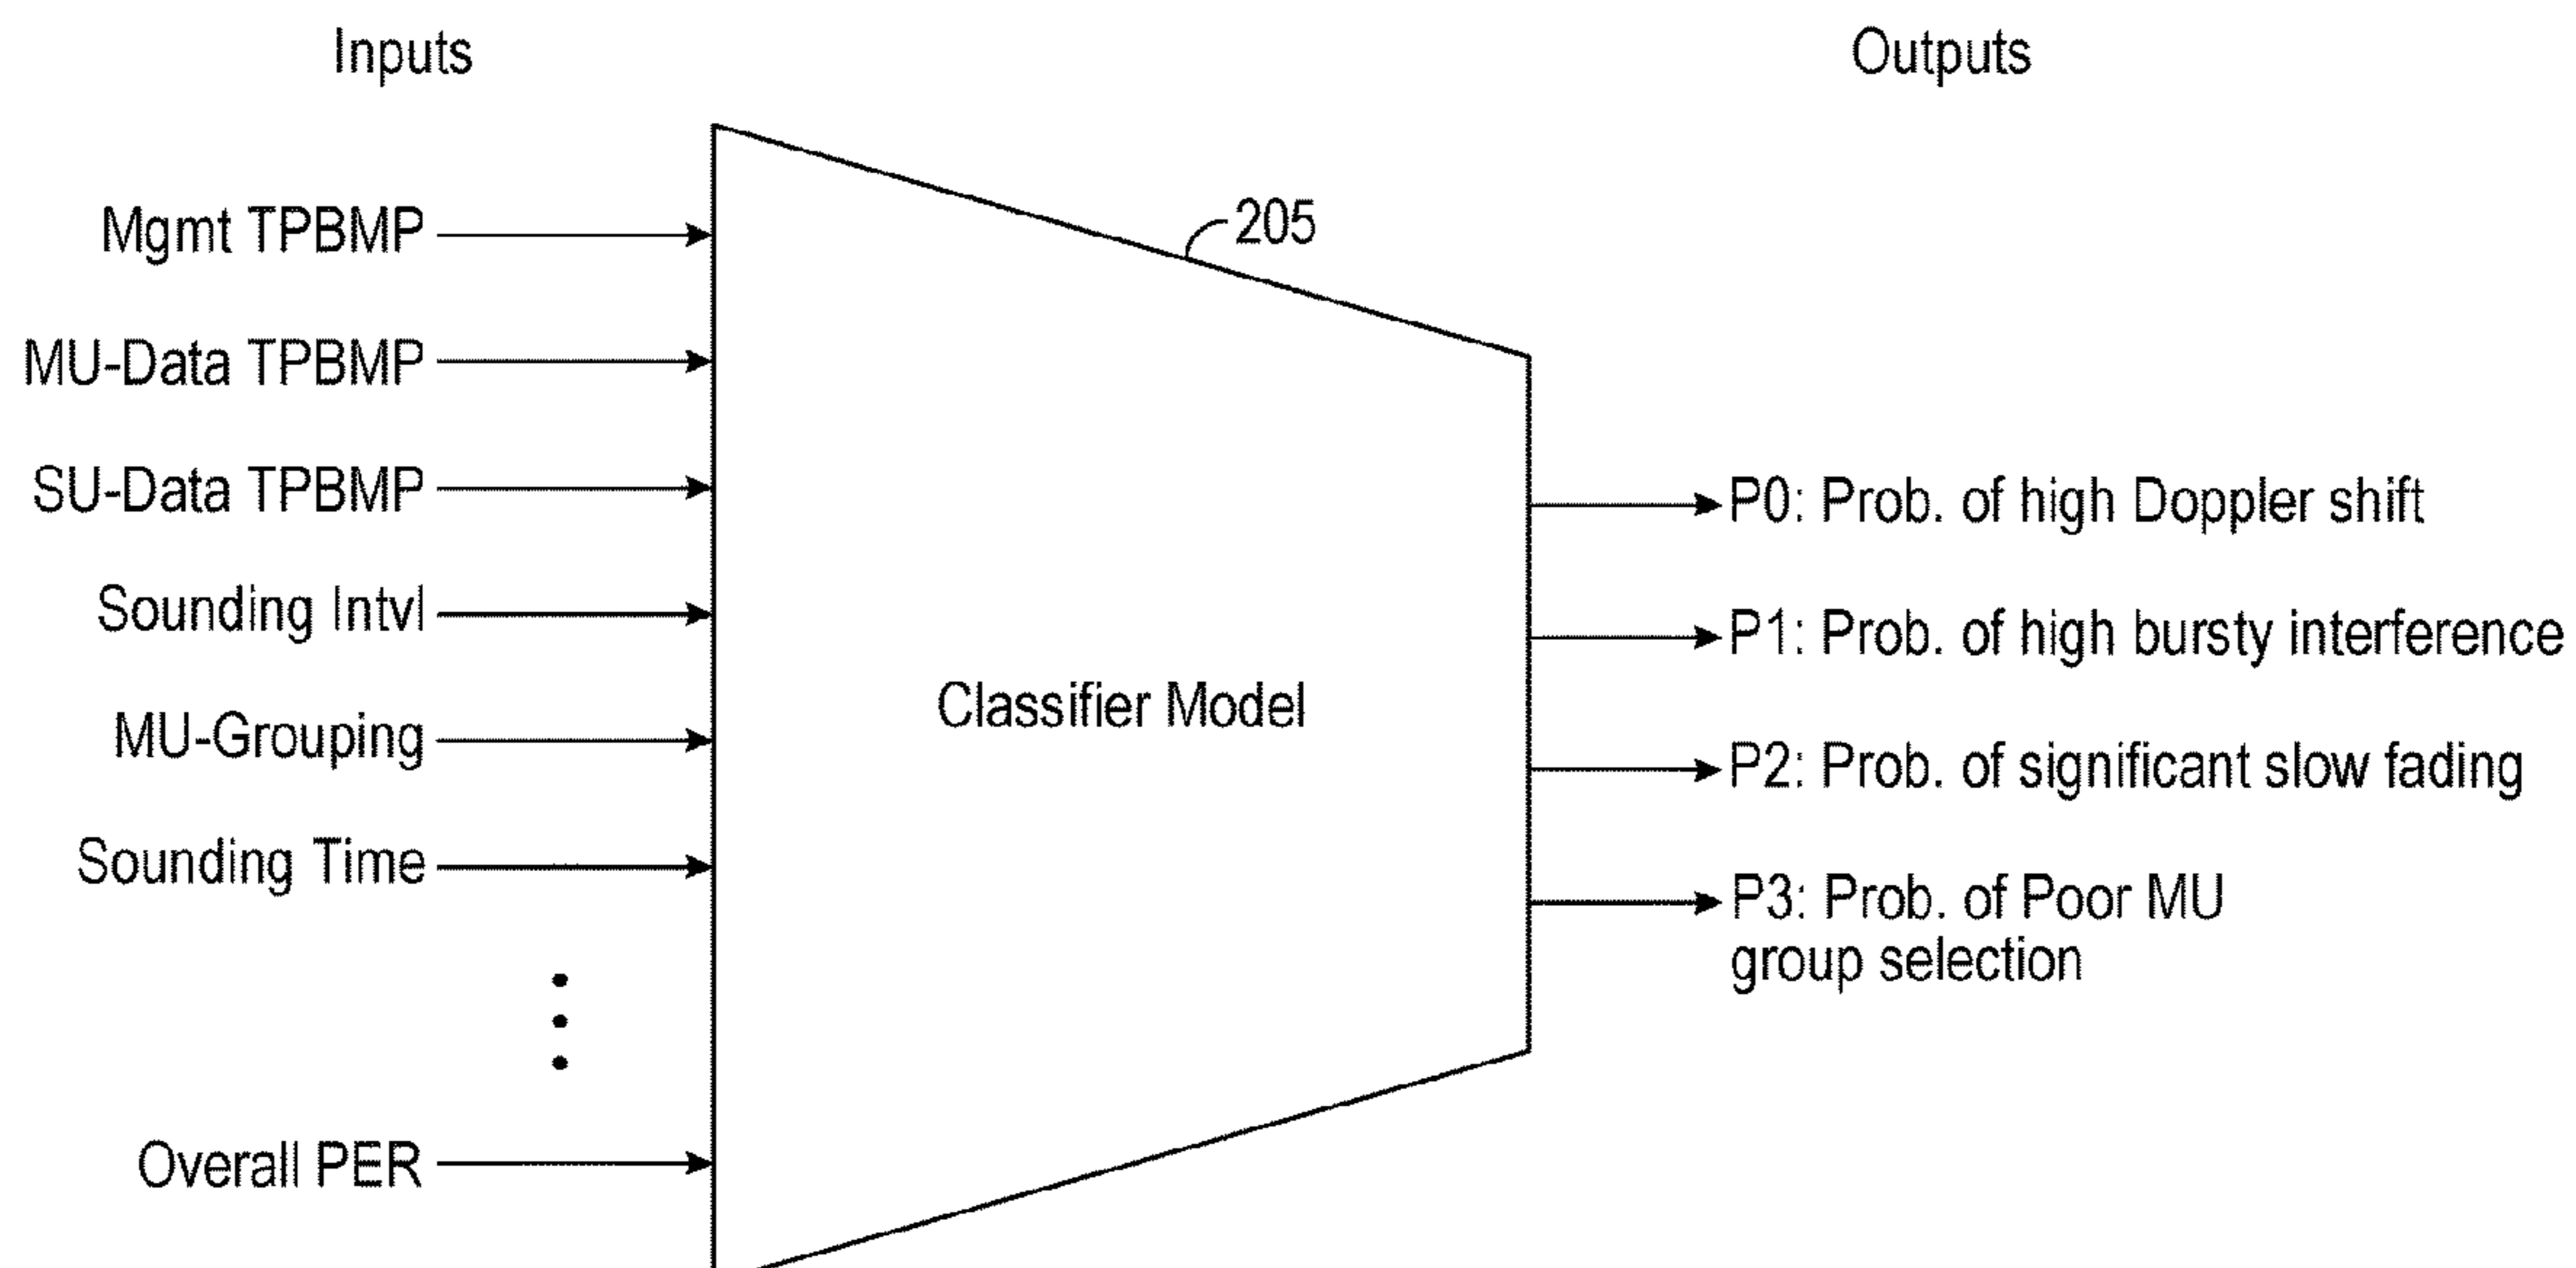 Inputs
Outputs
Mgmt TPBMP
MU-Data TPBMP
SU-Data TPBMP
Sounding Intvl
MU-Grouping
Sounding Time
Overall PER
205
Classifier Model
P0: Prob. of high Doppler shift
P1: Prob. of high bursty interference
P2: Prob. of significant slow fading
P3: Prob. of Poor MU
group selection